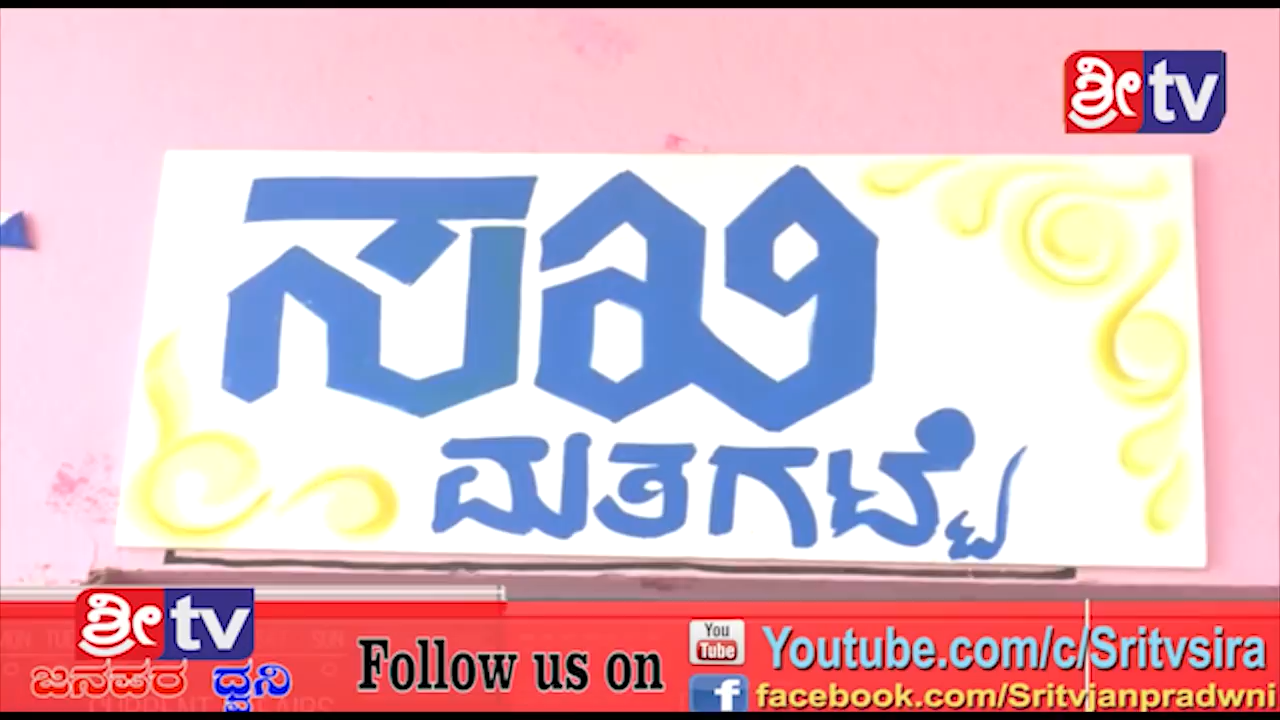 ಶ್ರೀ tv
ಸಖಿ
ಮತಗಟ್ಟೆ
ಶ್ರೀ tv
ಜನಪರ ಧ್ವನಿ
Follow us on
You Tube Youtube.com/c/Sritvsira
f facebook.com/Sritvjanpradwni